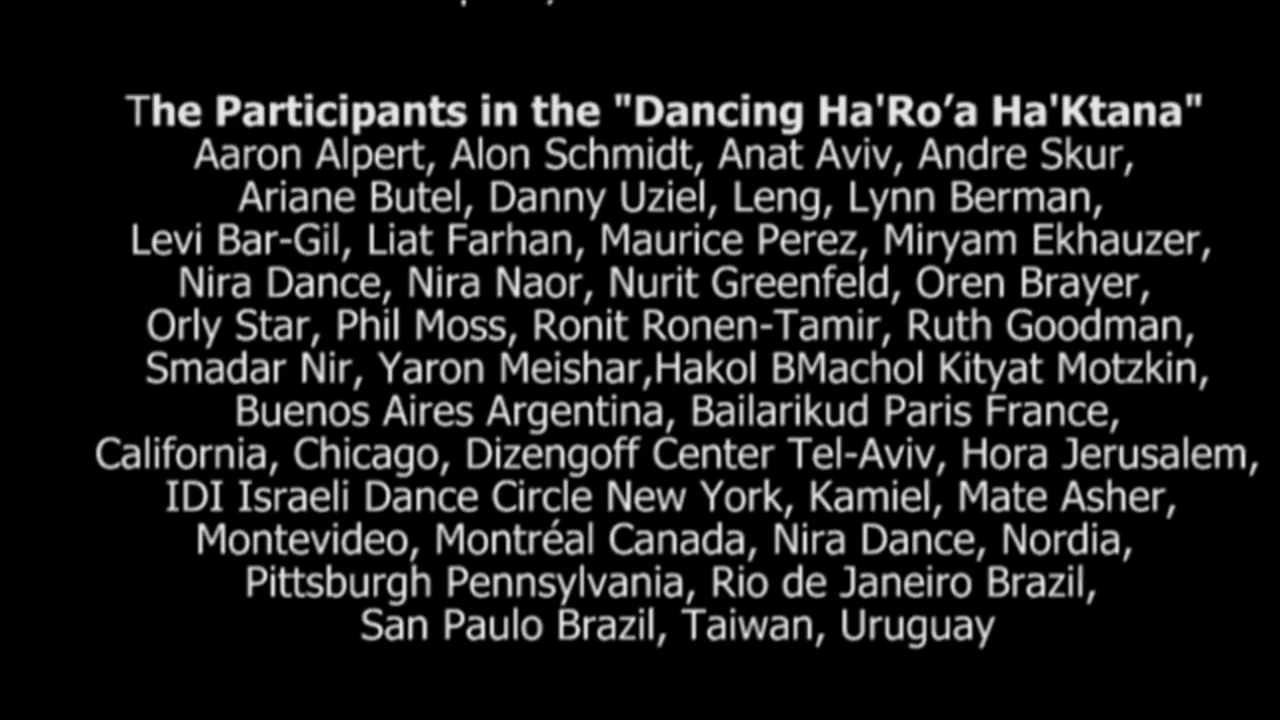 The Participants in the "Dancing Ha'Ro’a Ha'Ktana"
Aaron Alpert, Alon Schmidt, Anat Aviv, Andre Skur,
Ariane Butel, Danny Uziel, Leng, Lynn Berman,
Levi Bar-Gil, Liat Farhan, Maurice Perez, Miryam Ekhauzer,
Nira Dance, Nira Naor, Nurit Greenfeld, Oren Brayer,
Orly Star, Phil Moss, Ronit Ronen-Tamir, Ruth Goodman,
Smadar Nir, Yaron Meishar,Hakol BMachol Kityat Motzkin,
Buenos Aires Argentina, Bailarikud Paris France,
California, Chicago, Dizengoff Center Tel-Aviv, Hora Jerusalem,
IDI Israeli Dance Circle New York, Kamiel, Mate Asher,
Montevideo, Montréal Canada, Nira Dance, Nordia,
Pittsburgh Pennsylvania, Rio de Janeiro Brazil,
San Paulo Brazil, Taiwan, Uruguay